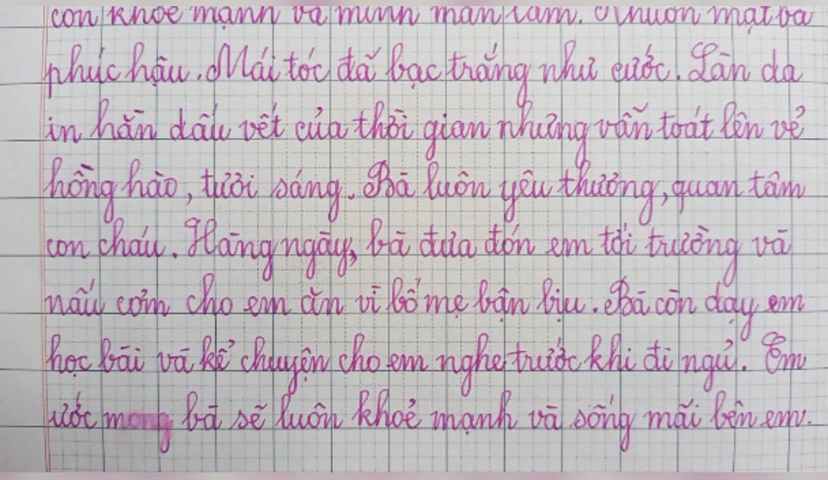 con khoẻ mạnh và minh mẫn lắm. Khuôn mặt bà
phúc hậu. Mái tóc đã bạc trắng như cước. Làn da
in hằn dấu vết của thời gian nhưng vẫn toát lên vẻ
hồng hào, tươi sáng. Bà luôn yêu thương, quan tâm
con cháu. Hàng ngày, bà đưa đón em tới trường và
nấu cơm cho em ăn vì bố mẹ bận bịu. Bà còn dạy em
học bài và kể chuyện cho em nghe trước khi đi ngủ. Em
ước mong bà sẽ luôn khoẻ mạnh và sống mãi bên em.